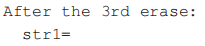 After the 3rd erase:
  str1=